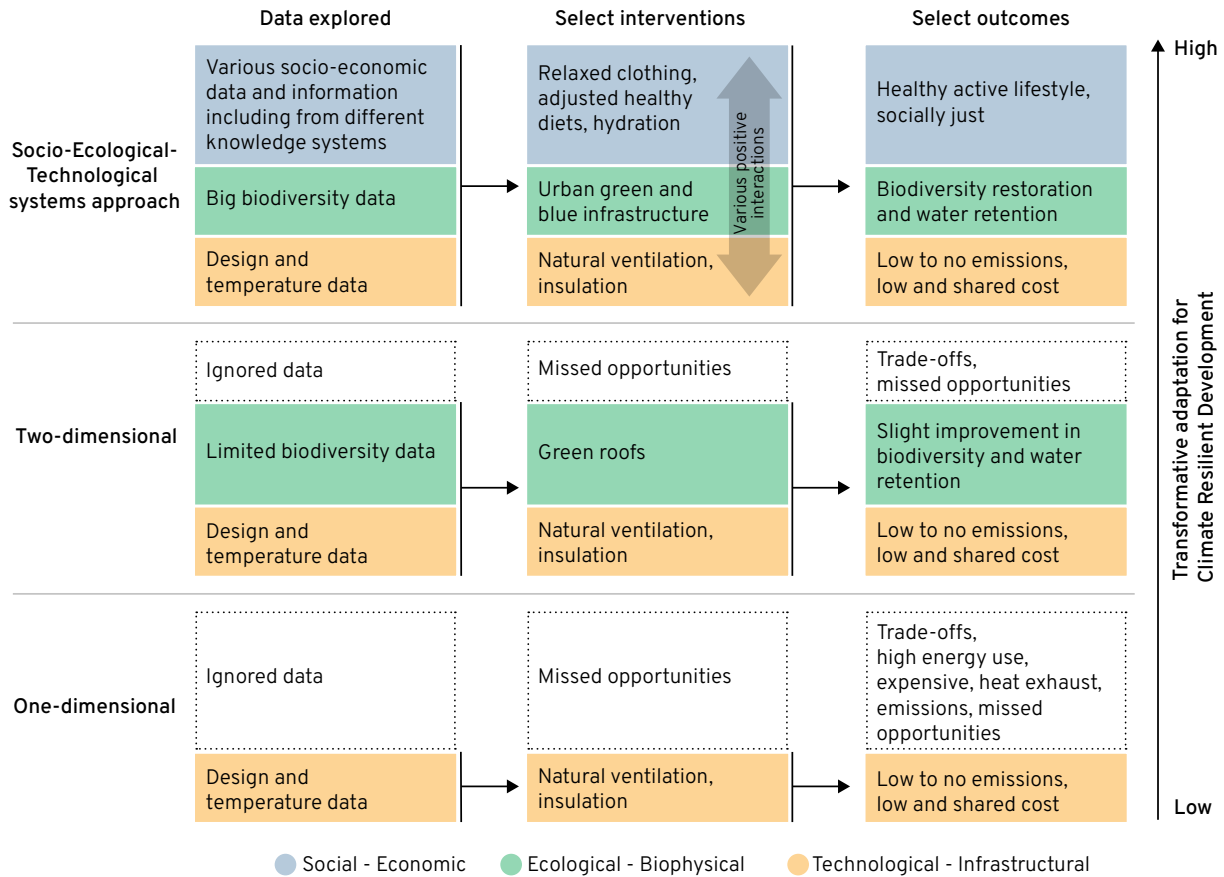 Data explored
Select interventions
Select outcomes
Socio-Ecological-
Technological
systems approach
Various socio-economic
data and information
including from different
knowledge systems
Relaxed clothing,
adjusted healthy
diets, hydration
Various positive
interactions
Healthy active lifestyle,
socially just
Big biodiversity data
Urban green and
blue infrastructure
Biodiversity restoration
and water retention
Design and
temperature data
Natural ventilation,
insulation
Low to no emissions,
low and shared cost
Two-dimensional
Ignored data
Missed opportunities
Trade-offs,
missed opportunities
Limited biodiversity data
Green roofs
Slight improvement in
biodiversity and water
retention
Design and
temperature data
Natural ventilation,
insulation
Low to no emissions,
low and shared cost
One-dimensional
Ignored data
Missed opportunities
Trade-offs,
high energy use,
expensive, heat exhaust,
emissions, missed
opportunities
Design and
temperature data
Natural ventilation,
insulation
Low to no emissions,
low and shared cost
High
Transformative adaptation for
Climate Resilient Development
Low
Social - Economic
Ecological - Biophysical
Technological - Infrastructural